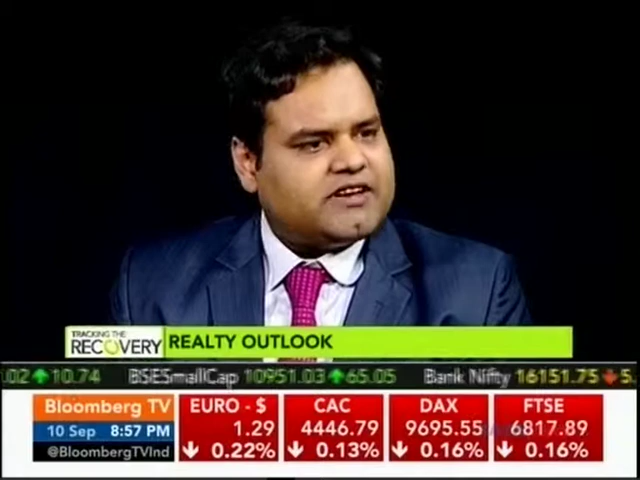 TRACKING THE
RECOVERY
REALTY OUTLOOK
.02 10.74 BSESmallCap 10951.03 65.05 Bank Nifty 16151.75 5.
Bloomberg TV
10 Sep 8:57 PM
@BloombergTVInd
EURO - $
1.29
0.22%
CAC
4446.79
0.13%
DAX
9695.55
0.16%
FTSE
6817.89
0.16%